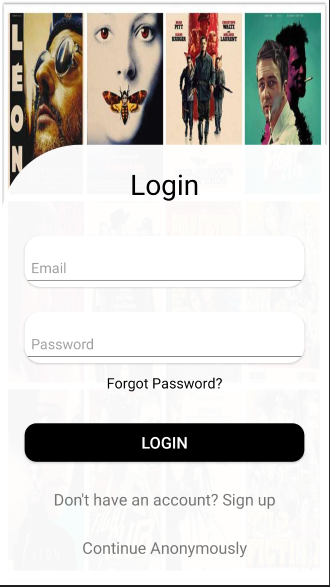 LÉON
BRAD
PITT
CHRISTOPH
WALTZ
DIANE
KRUGER
MÉLANIE
LAURENT
Login
Email
Password
Forgot Password?
LOGIN
Don't have an account? Sign up
Continue Anonymously